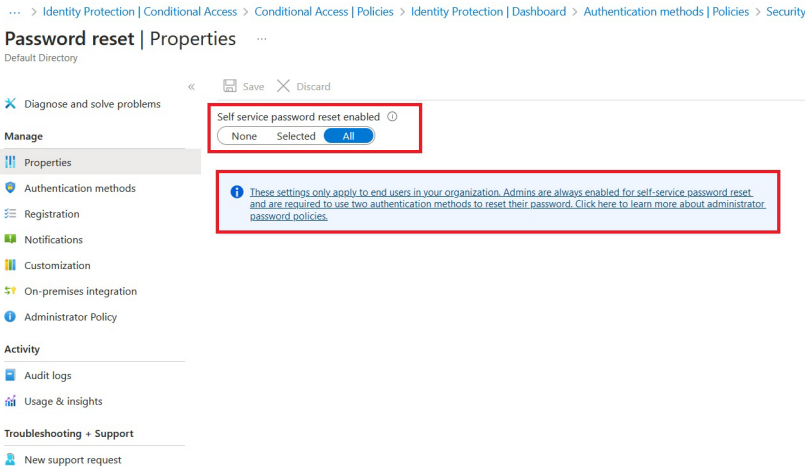 ... > Identity Protection | Conditional Access > Conditional Access | Policies > Identity Protection | Dashboard > Authentication methods | Policies > Security
Password reset | Properties ...
Default Directory
«
Save Discard
Diagnose and solve problems
Self service password reset enabled
None Selected All
Manage
Properties
Authentication methods
These settings only apply to end users in your organization. Admins are always enabled for self-service password reset
and are required to use two authentication methods to reset their password. Click here to learn more about administrator
password policies.
Registration
Notifications
Customization
On-premises integration
Administrator Policy
Activity
Audit logs
Usage & insights
Troubleshooting + Support
New support request